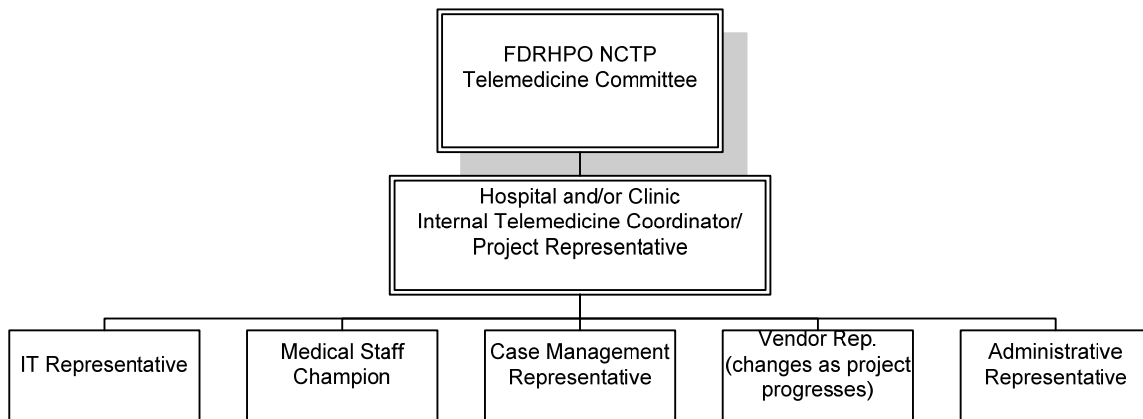 FDRHPO NCTP
Telemedicine Committee
Hospital and/or Clinic
Internal Telemedicine Coordinator/
Project Representative
IT Representative
Medical Staff
Champion
Case Management
Representative
Vendor Rep.
(changes as project
progresses)
Administrative
Representative